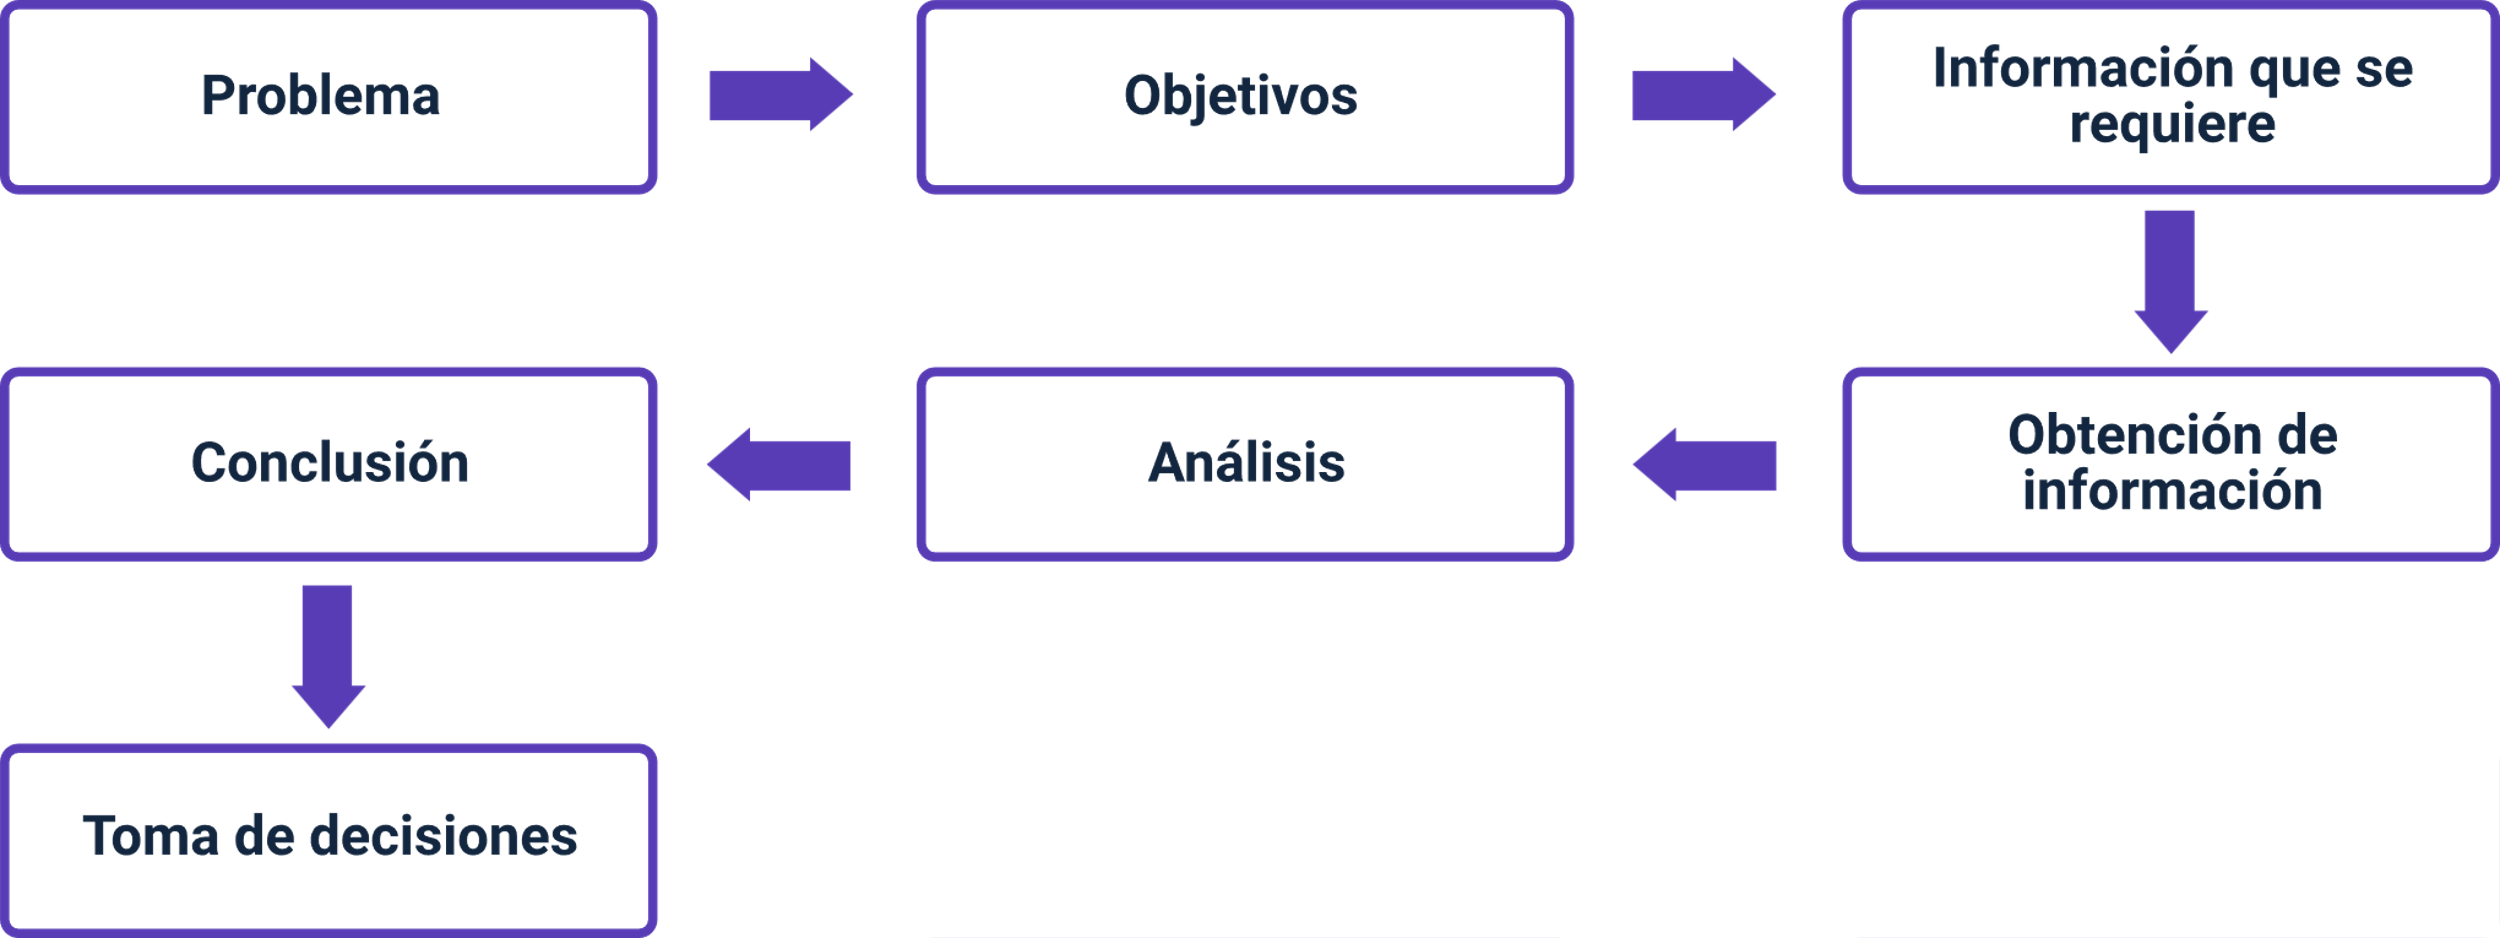 Problema
Objetivos
Información que se
requiere
Conclusión
Análisis
Obtención de
información
Toma de decisiones